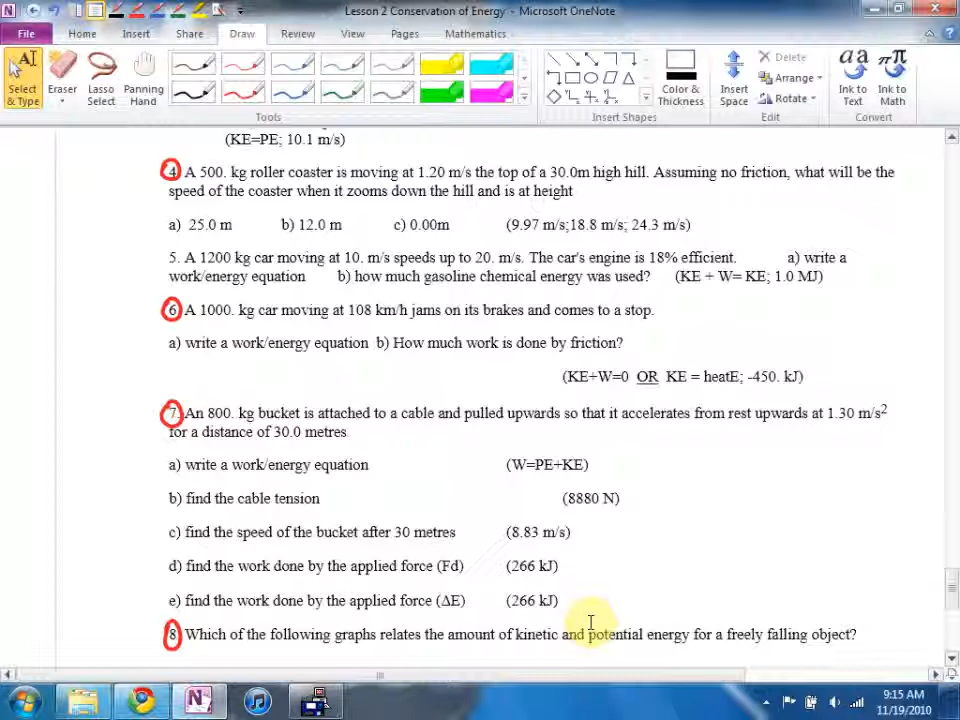 Lesson 2 Conservation of Energy - Microsoft OneNote
File Home Insert Share Draw Review View Pages Mathematics
Select & Type Eraser Lasso Select Panning Hand Color & Thickness Insert Space Delete Arrange Rotate Ink to Text Ink to Math
Tools Insert Shapes Edit Convert
(KE=PE; 10.1 m/s)
4. A 500. kg roller coaster is moving at 1.20 m/s the top of a 30.0m high hill. Assuming no friction, what will be the
speed of the coaster when it zooms down the hill and is at height
a) 25.0 m b) 12.0 m c) 0.00m (9.97 m/s;18.8 m/s; 24.3 m/s)
5. A 1200 kg car moving at 10. m/s speeds up to 20. m/s. The car's engine is 18% efficient. a) write a
work/energy equation b) how much gasoline chemical energy was used? (KE + W= KE; 1.0 MJ)
6. A 1000. kg car moving at 108 km/h jams on its brakes and comes to a stop.
a) write a work/energy equation b) How much work is done by friction?
(KE+W=0 OR KE = heatE; -450. kJ)
7. An 800. kg bucket is attached to a cable and pulled upwards so that it accelerates from rest upwards at 1.30 m/s²
for a distance of 30.0 metres
a) write a work/energy equation (W=PE+KE)
b) find the cable tension (8880 N)
c) find the speed of the bucket after 30 metres (8.83 m/s)
d) find the work done by the applied force (Fd) (266 kJ)
e) find the work done by the applied force (ΔE) (266 kJ)
8. Which of the following graphs relates the amount of kinetic and potential energy for a freely falling object?
9:15 AM
11/19/2010